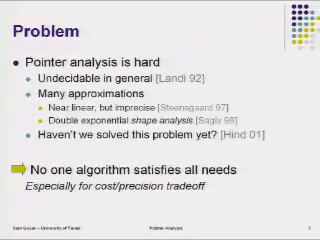 Problem
Pointer analysis is hard
Undecidable in general [Landi 92]
Many approximations
Near linear, but imprecise [Steensgaard 97]
Double exponential shape analysis [Sagiv 98]
Haven't we solved this problem yet? [Hind 01]
No one algorithm satisfies all needs
Especially for cost/precision tradeoff
Sam Guyer – University of Texas
Pointer Analysis